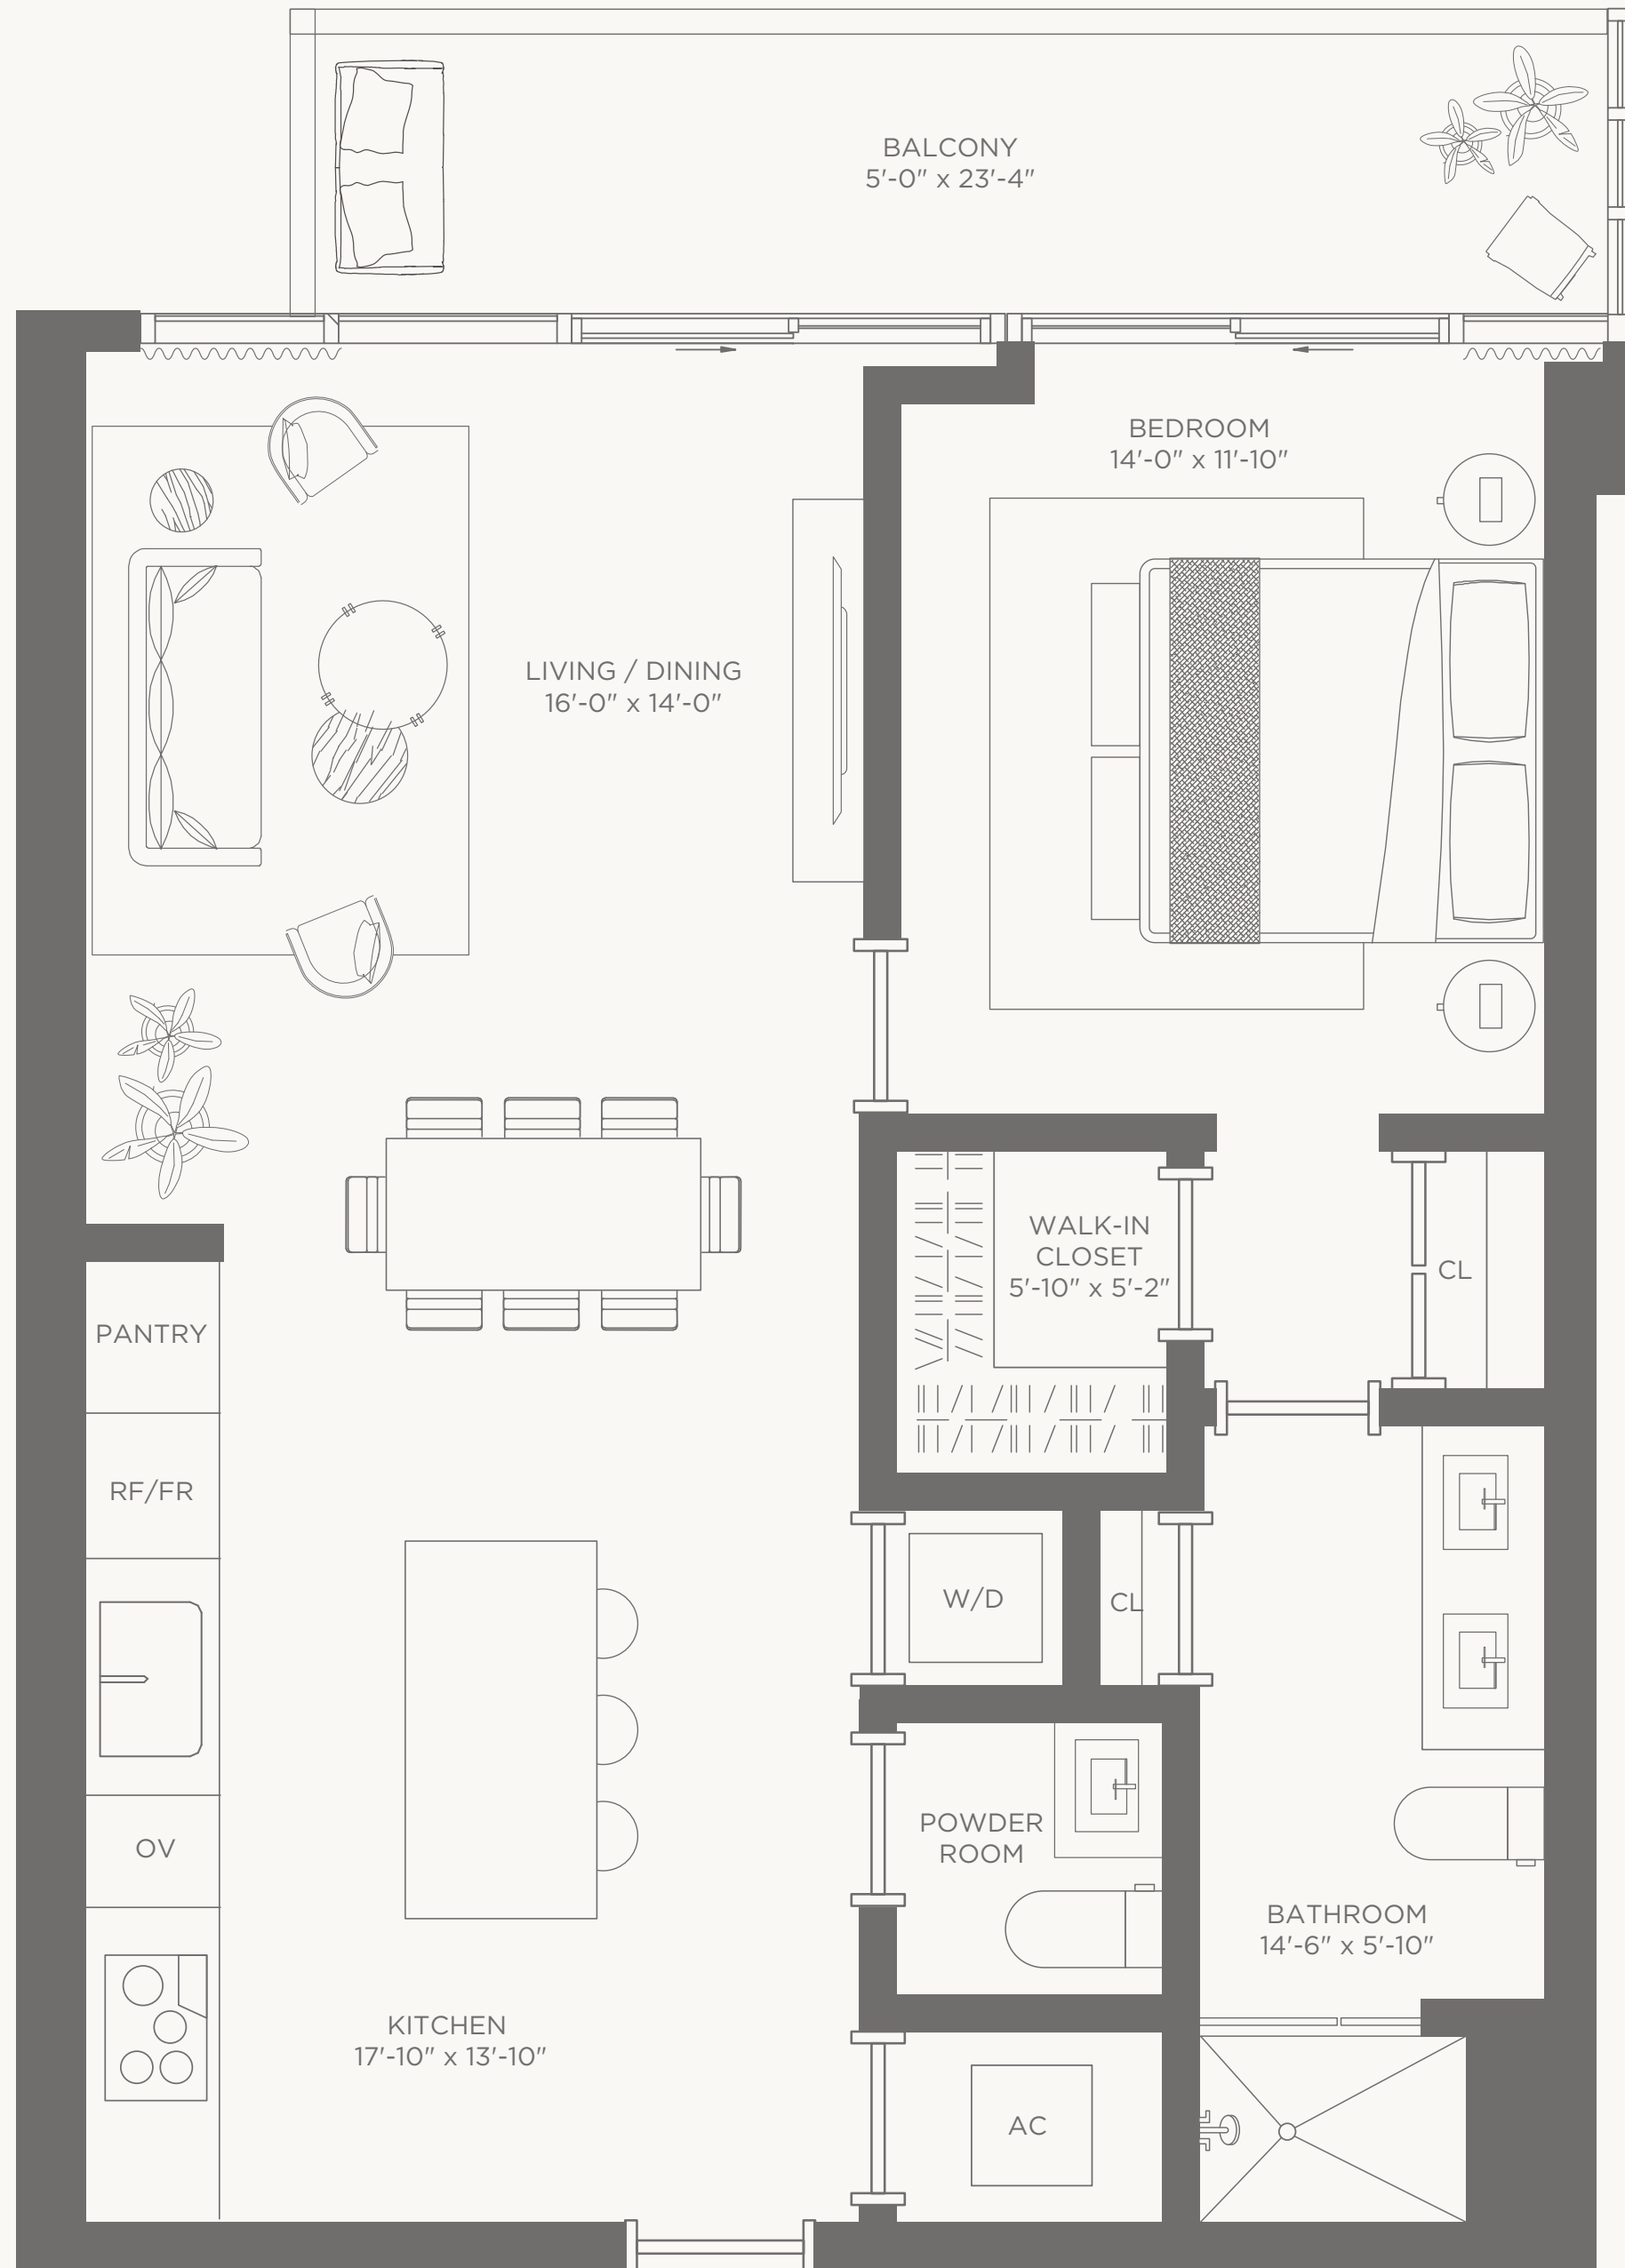 BALCONY
5'-0" x 23'-4"
BEDROOM
14'-0" x 11'-10"
LIVING / DINING
16'-0" x 14'-0"
WALK-IN
CLOSET
5'-10" x 5'-2"
CL
PANTRY
RF/FR
W/D
CL
POWDER
ROOM
OV
BATHROOM
14'-6" x 5'-10"
KITCHEN
17'-10" x 13'-10"
AC